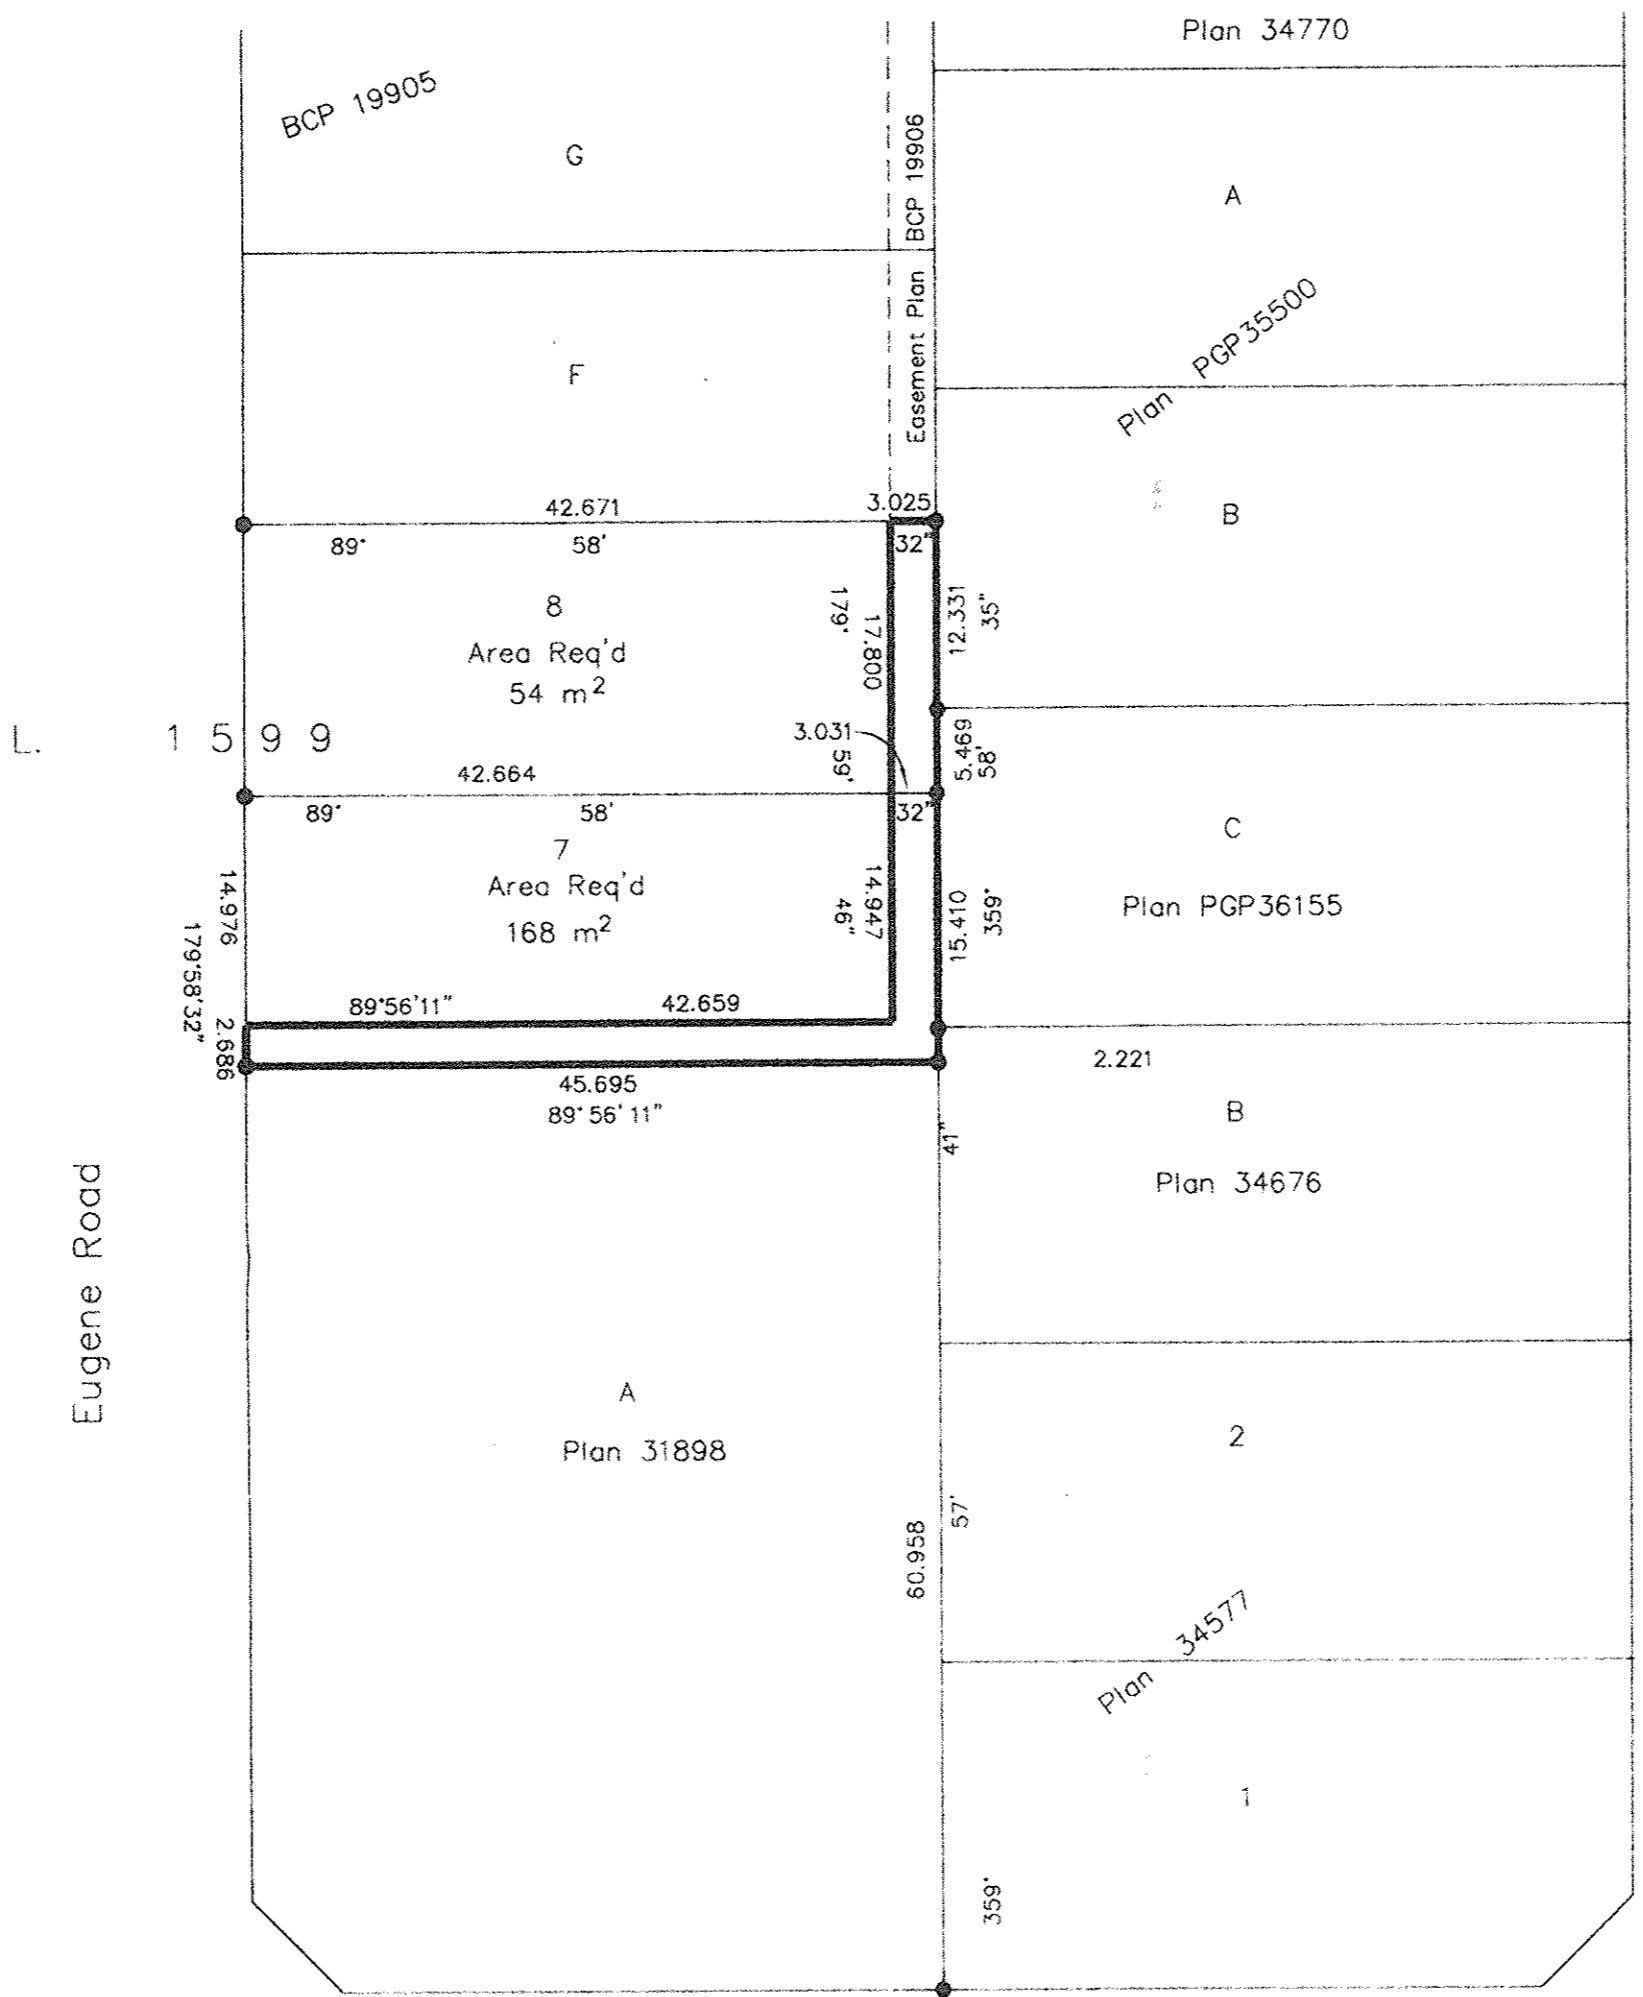 Plan 34770
BCP 19905
G
Easement Plan BCP 19906
A
F
Plan PGP35500
B
42.671
3.025
89°
58'
32"
8
Area Req'd
54 m²
179°
17.800
12.331
35"
L. 1599
3.031
59'
5.469
58'
42.664
89°
58'
32"
7
Area Req'd
168 m²
C
Plan PGP36155
14.976
179°58'32"
14.947
46"
15.410
359°
89°56'11"
42.659
2.686
45.695
89°56'11"
2.221
B
Plan 34676
41"
Eugene Road
A
Plan 31898
2
57'
60.958
Plan 34577
1
359°